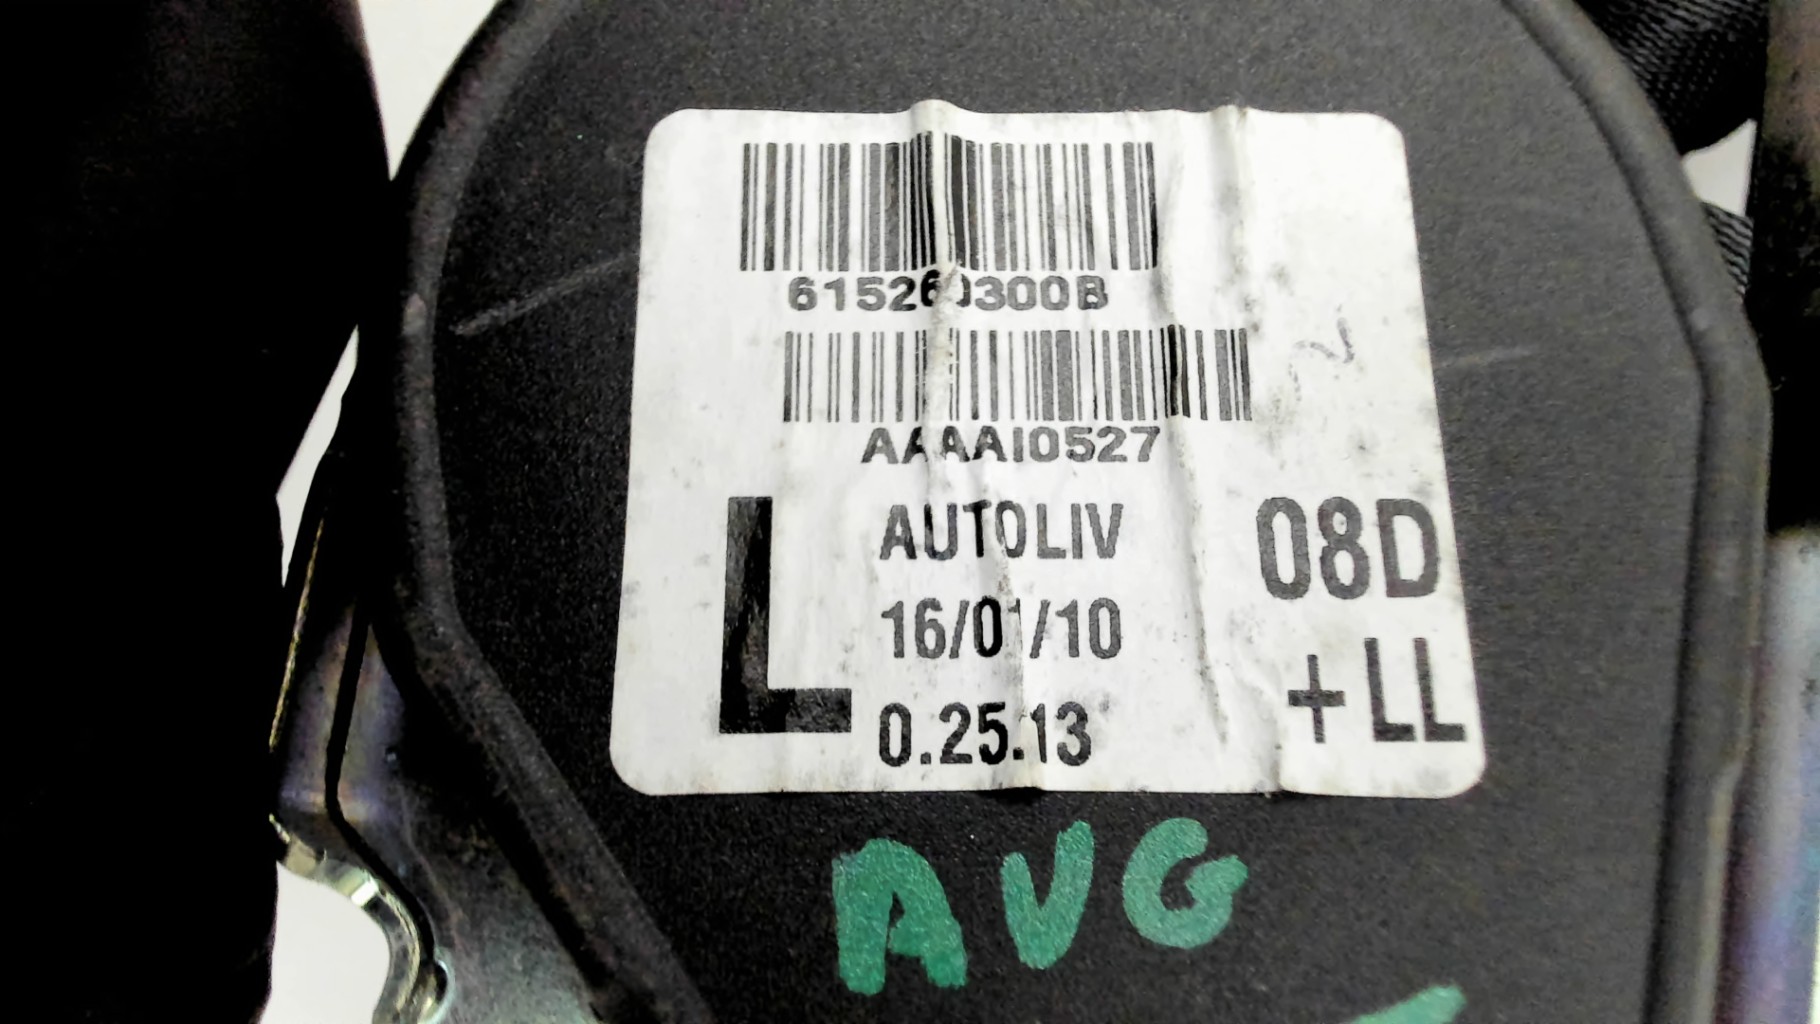 615260300B
AAAAI0527
L
AUTOLIV
16/01/10
0.25.13
08D
+LL
AVG